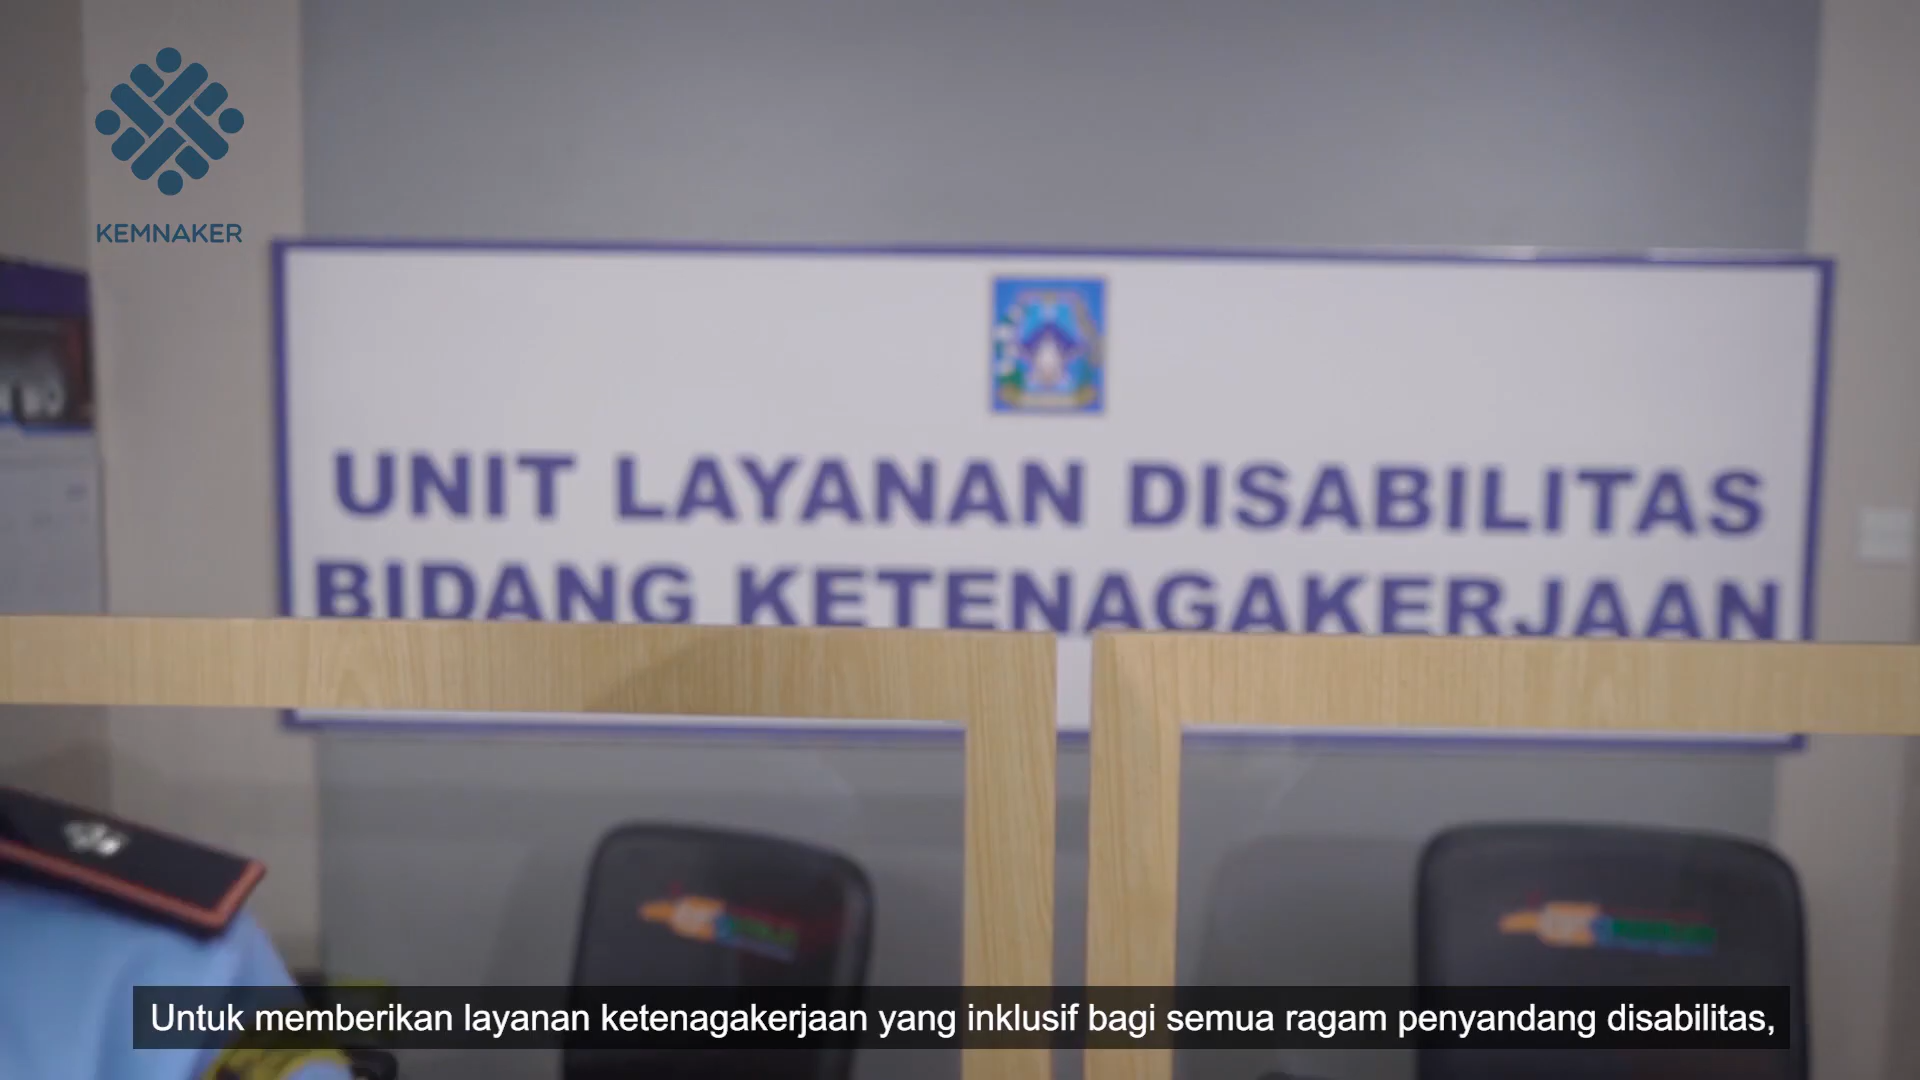 KEMNAKER
UNIT LAYANAN DISABILITAS
BIDANG KETENAGAKERJAAN
Untuk memberikan layanan ketenagakerjaan yang inklusif bagi semua ragam penyandang disabilitas,